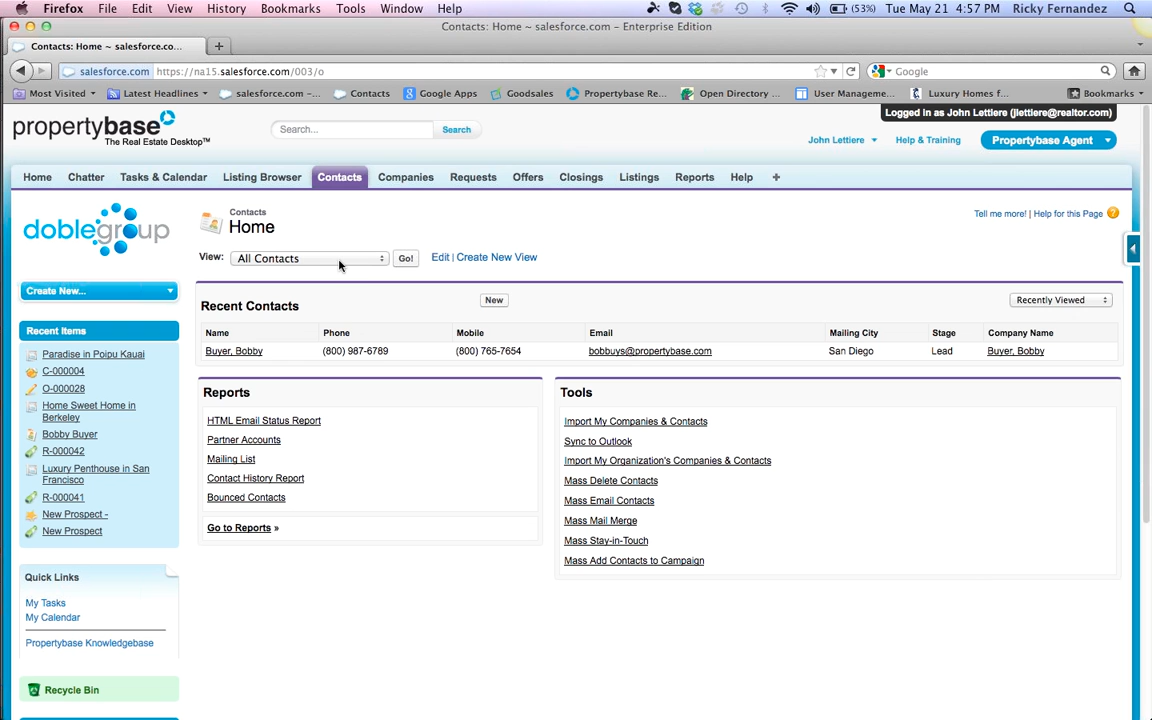 Firefox File Edit View History Bookmarks Tools Window Help (53%) Tue May 21 4:57 PM Ricky Fernandez
Contacts: Home ~ salesforce.com - Enterprise Edition
Contacts: Home ~ salesforce.co... +
salesforce.com https://na15.salesforce.com/003/o Google
Most Visited Latest Headlines salesforce.com -... Contacts Google Apps Goodsales Propertybase Re... Open Directory ... User Manageme... Luxury Homes f... Bookmarks
Logged in as John Lettiere (jlettiere@realtor.com)
propertybase
The Real Estate Desktop™
Search... Search
John Lettiere Help & Training Propertybase Agent
Home Chatter Tasks & Calendar Listing Browser Contacts Companies Requests Offers Closings Listings Reports Help +
doblegroup
Contacts
Home
Tell me more! | Help for this Page ?
View: All Contacts Go! Edit | Create New View
Create New...
Recent Contacts New Recently Viewed
Name Phone Mobile Email Mailing City Stage Company Name
Buyer, Bobby (800) 987-6789 (800) 765-7654 bobbuys@propertybase.com San Diego Lead Buyer, Bobby
Recent Items
Paradise in Poipu Kauai
C-000004
O-000028
Home Sweet Home in
Berkeley
Bobby Buyer
R-000042
Luxury Penthouse in San
Francisco
R-000041
New Prospect -
New Prospect
Reports
HTML Email Status Report
Partner Accounts
Mailing List
Contact History Report
Bounced Contacts
Go to Reports »
Tools
Import My Companies & Contacts
Sync to Outlook
Import My Organization's Companies & Contacts
Mass Delete Contacts
Mass Email Contacts
Mass Mail Merge
Mass Stay-in-Touch
Mass Add Contacts to Campaign
Quick Links
My Tasks
My Calendar
Propertybase Knowledgebase
Recycle Bin